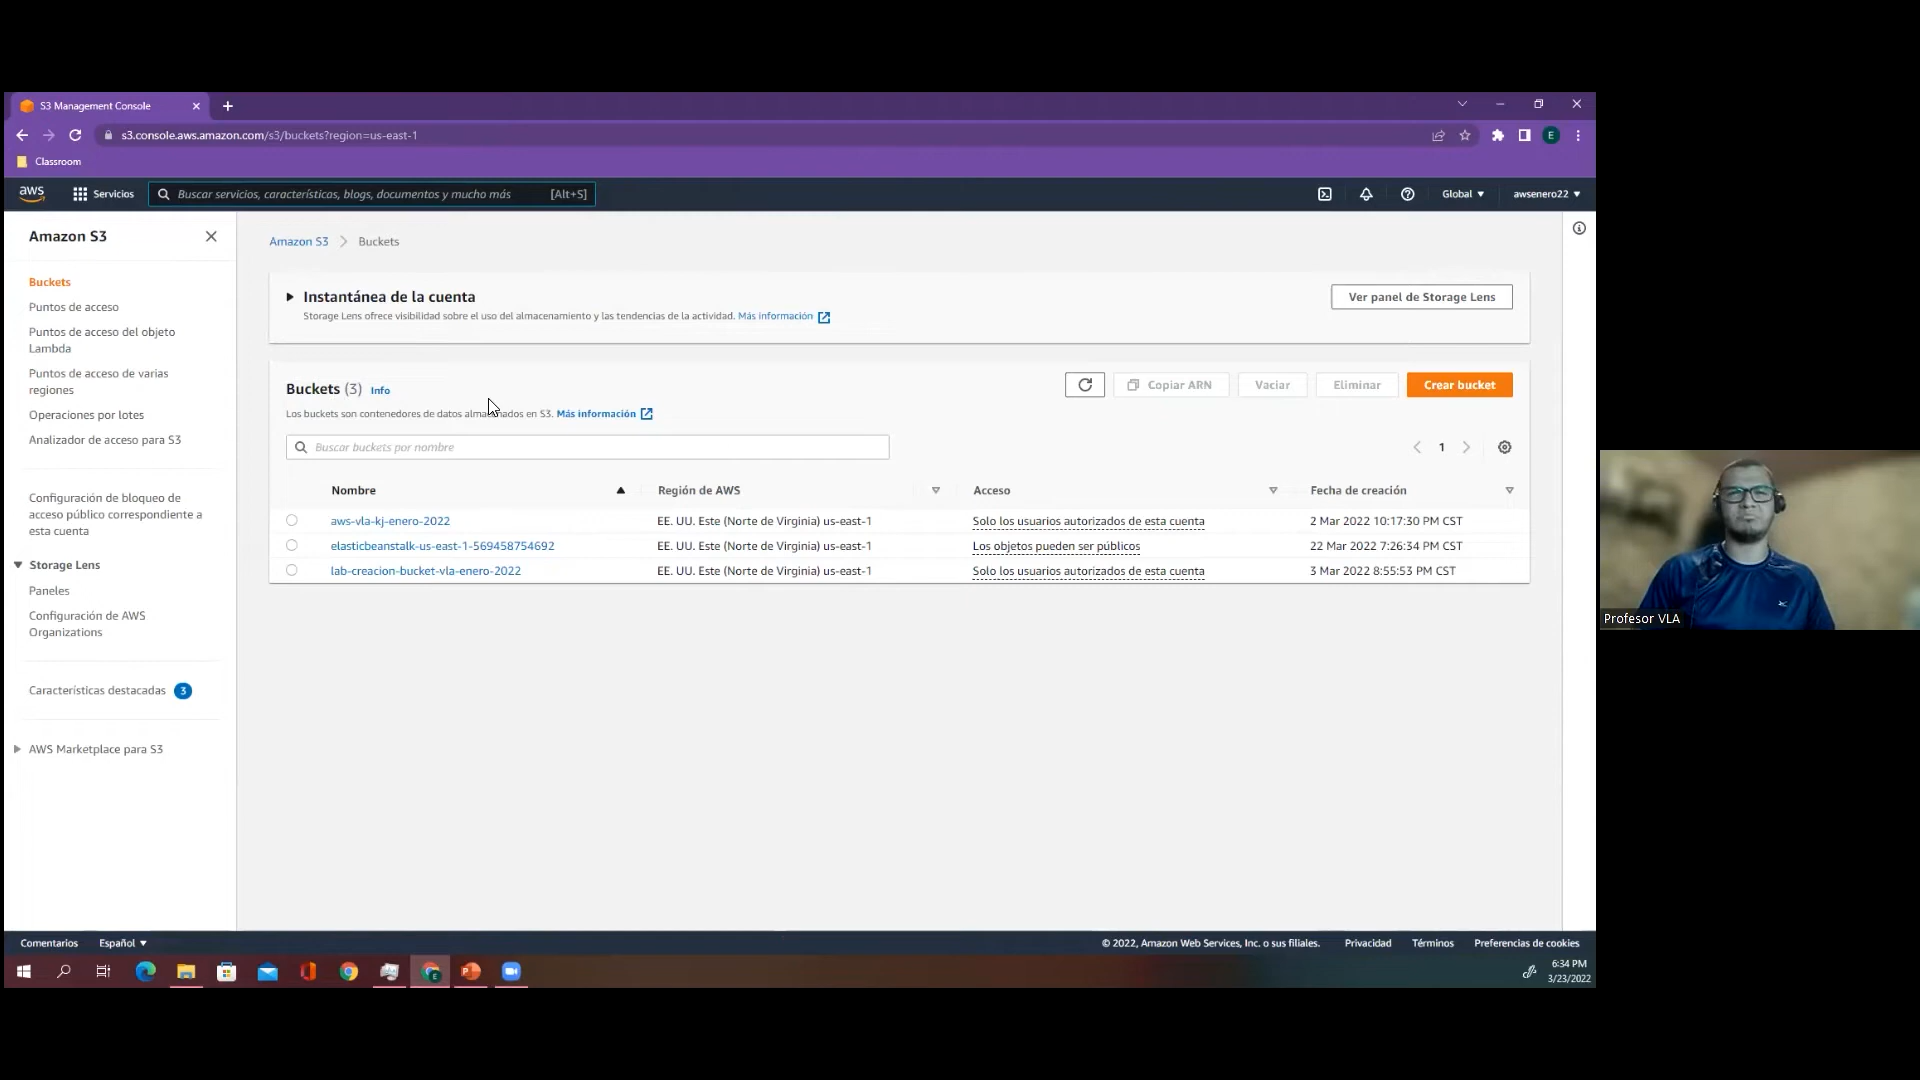 S3 Management Console
s3.console.aws.amazon.com/s3/buckets?region=us-east-1
E
Classroom
aws
Servicios
Buscar servicios, características, blogs, documentos y mucho más [Alt+S]
Global
awsenero22
Amazon S3
Buckets
Puntos de acceso
Puntos de acceso del objeto
Lambda
Puntos de acceso de varias
regiones
Operaciones por lotes
Analizador de acceso para S3
Configuración de bloqueo de
acceso público correspondiente a
esta cuenta
Storage Lens
Paneles
Configuración de AWS
Organizations
Características destacadas 3
AWS Marketplace para S3
Amazon S3 > Buckets
Instantánea de la cuenta
Storage Lens ofrece visibilidad sobre el uso del almacenamiento y las tendencias de la actividad. Más información
Ver panel de Storage Lens
Buckets (3) Info
Los buckets son contenedores de datos almacenados en S3. Más información
Copiar ARN
Vaciar
Eliminar
Crear bucket
Buscar buckets por nombre
1
Nombre Región de AWS Acceso Fecha de creación
aws-vla-kj-enero-2022 EE. UU. Este (Norte de Virginia) us-east-1 Solo los usuarios autorizados de esta cuenta 2 Mar 2022 10:17:30 PM CST
elasticbeanstalk-us-east-1-569458754692 EE. UU. Este (Norte de Virginia) us-east-1 Los objetos pueden ser públicos 22 Mar 2022 7:26:34 PM CST
lab-creacion-bucket-vla-enero-2022 EE. UU. Este (Norte de Virginia) us-east-1 Solo los usuarios autorizados de esta cuenta 3 Mar 2022 8:55:53 PM CST
Profesor VLA
Comentarios Español
© 2022, Amazon Web Services, Inc. o sus filiales. Privacidad Términos Preferencias de cookies
6:34 PM
3/23/2022